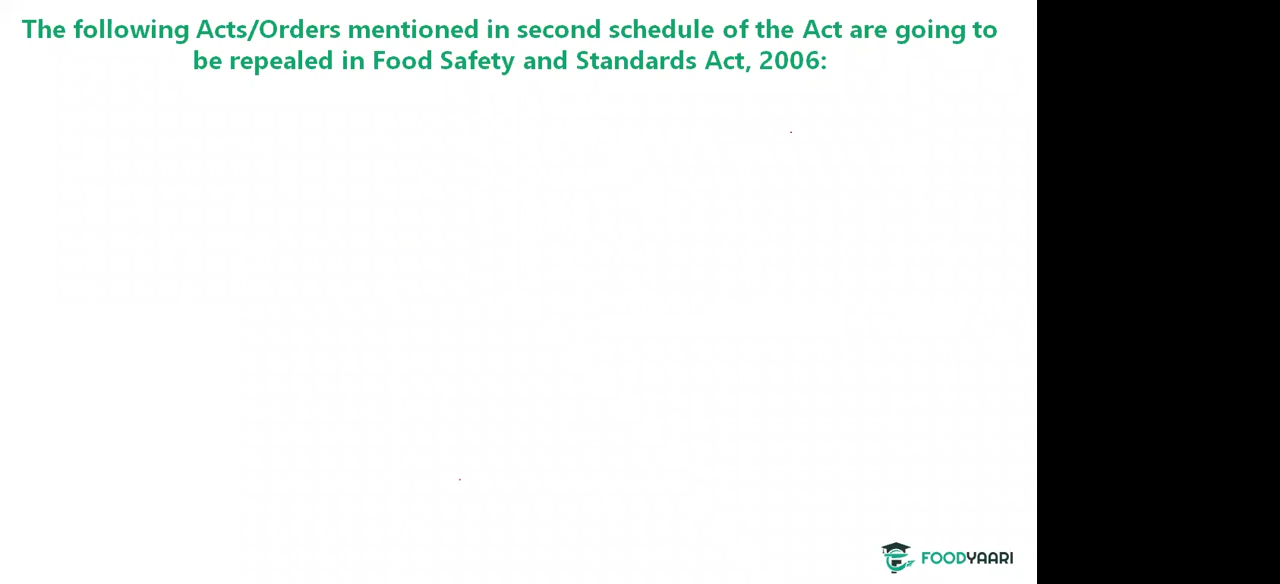 The following Acts/Orders mentioned in second schedule of the Act are going to
be repealed in Food Safety and Standards Act, 2006:
FOODYAARI